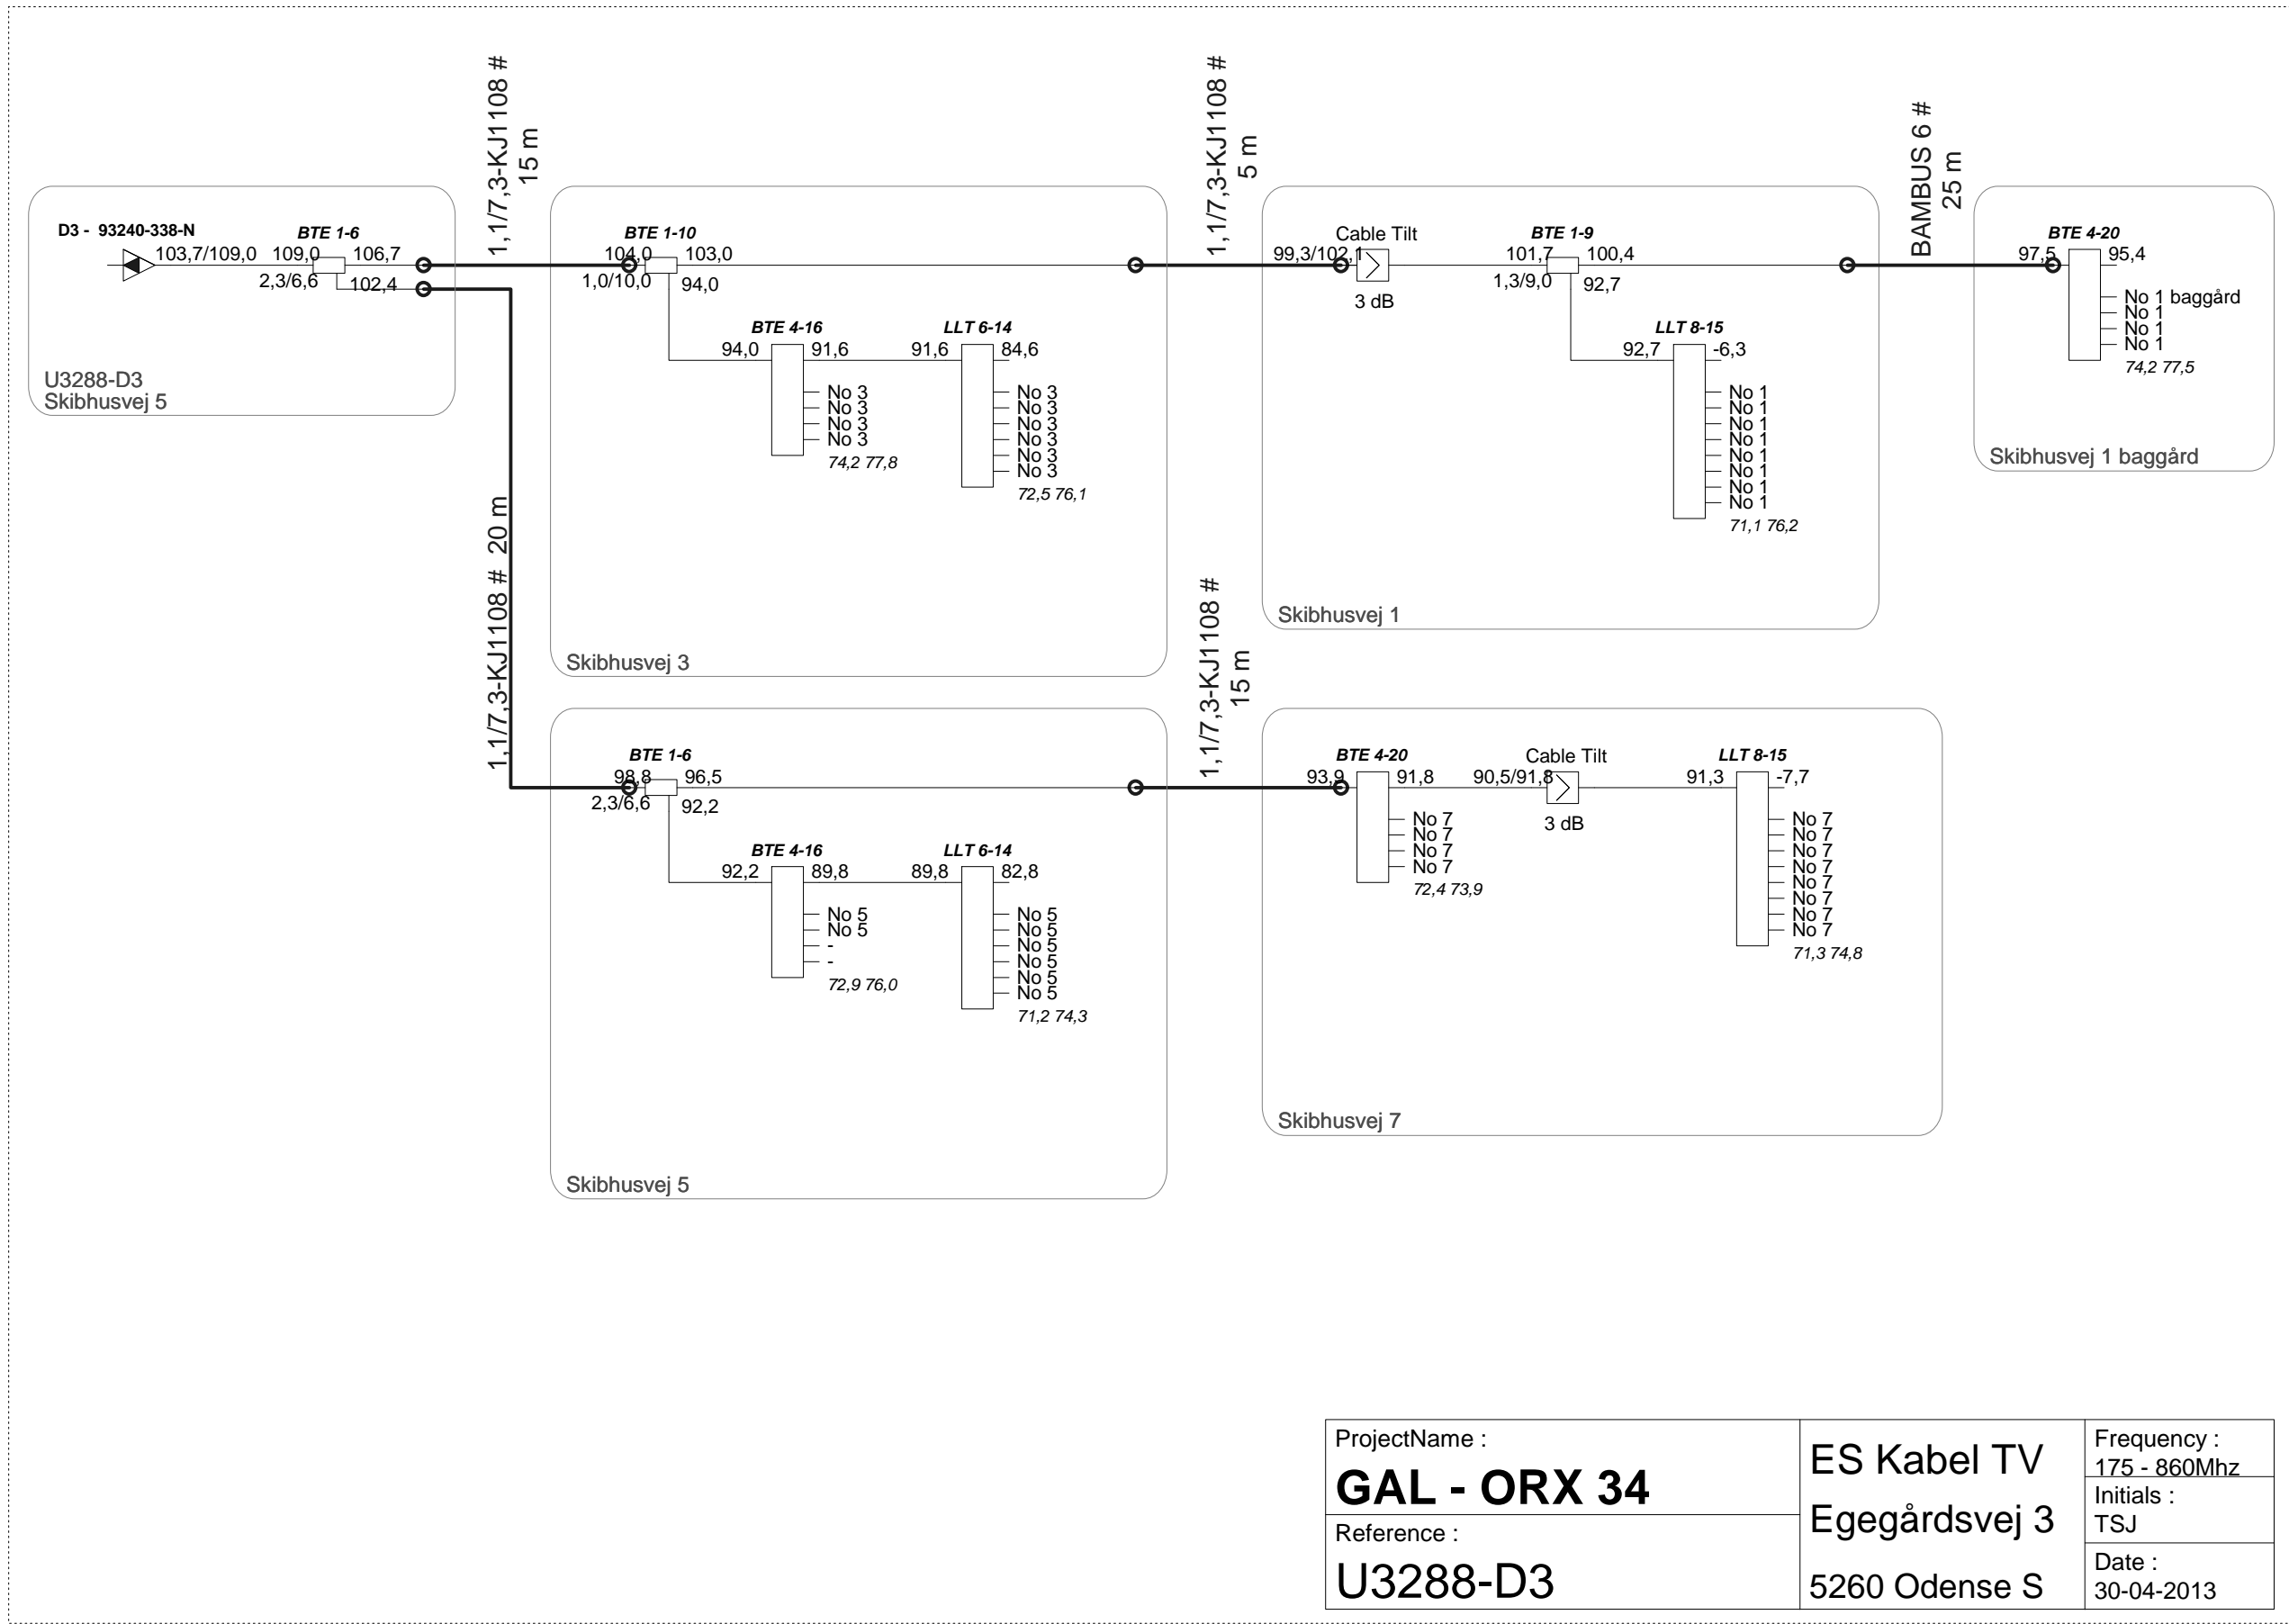 1,1/7,3-KJ1108 #
15 m
1,1/7,3-KJ1108 #
5 m
BAMBUS 6 #
25 m
D3 - 93240-338-N
103,7/109,0
BTE 1-6
109,0
106,7
2,3/6,6
102,4
U3288-D3
Skibhusvej 5
BTE 1-10
104,0
103,0
1,0/10,0
94,0
BTE 4-16
94,0
91,6
No 3
No 3
No 3
No 3
74,2 77,8
LLT 6-14
91,6
84,6
No 3
No 3
No 3
No 3
No 3
No 3
72,5 76,1
Skibhusvej 3
99,3/102,1
Cable Tilt
3 dB
BTE 1-9
101,7
100,4
1,3/9,0
92,7
LLT 8-15
92,7
-6,3
No 1
No 1
No 1
No 1
No 1
No 1
No 1
No 1
71,1 76,2
Skibhusvej 1
BTE 4-20
97,5
95,4
No 1 baggård
No 1
No 1
No 1
74,2 77,5
Skibhusvej 1 baggård
1,1/7,3-KJ1108 # 20 m
1,1/7,3-KJ1108 #
15 m
BTE 1-6
98,8
96,5
2,3/6,6
92,2
BTE 4-16
92,2
89,8
No 5
No 5
-
-
72,9 76,0
LLT 6-14
89,8
82,8
No 5
No 5
No 5
No 5
No 5
No 5
71,2 74,3
Skibhusvej 5
BTE 4-20
93,9
91,8
No 7
No 7
No 7
No 7
72,4 73,9
90,5/91,8
Cable Tilt
3 dB
LLT 8-15
91,3
-7,7
No 7
No 7
No 7
No 7
No 7
No 7
No 7
No 7
71,3 74,8
Skibhusvej 7
ProjectName :
GAL - ORX 34
Reference :
U3288-D3
ES Kabel TV
Egegårdsvej 3
5260 Odense S
Frequency :
175 - 860Mhz
Initials :
TSJ
Date :
30-04-2013